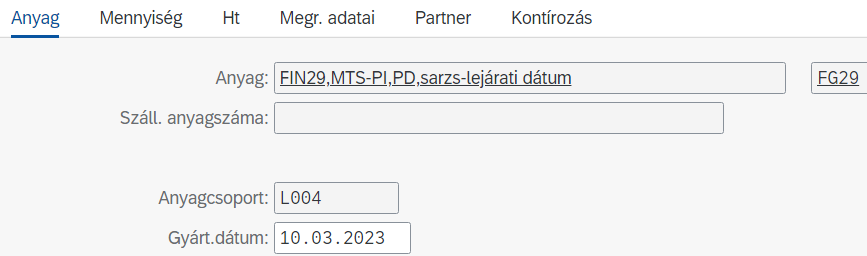 Anyag Mennyiség Ht Megr. adatai Partner Kontírozás
Anyag: FIN29,MTS-PI,PD,sarzs-lejárati dátum FG29
Száll. anyagszáma:
Anyagcsoport: L004
Gyárt.dátum: 10.03.2023